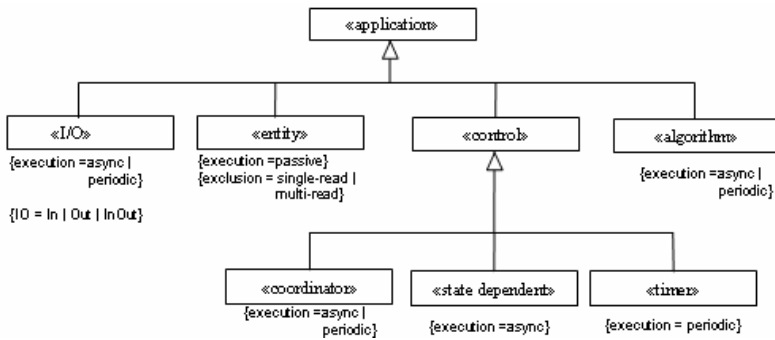 «application»
«I/O»
«entity»
«control»
«algorithm»
{execution =async |
periodic}
{IO = In | Out | InOut}
{execution =passive}
{exclusion = single-read |
multi-read}
{execution =async |
periodic}
«coordinator»
«state dependent»
«timer»
{execution =async |
periodic}
{execution =async}
{execution = periodic}